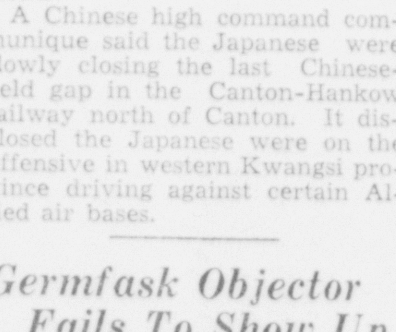 A Chinese high command com-
munique said the Japanese were
slowly closing the last Chinese-
held gap in the Canton-Hankow
railway north of Canton. It dis-
closed the Japanese were on the
offensive in western Kwangsi pro-
vince driving against certain Al-
lied air bases.
Germfask Objector
Fails To Show Up